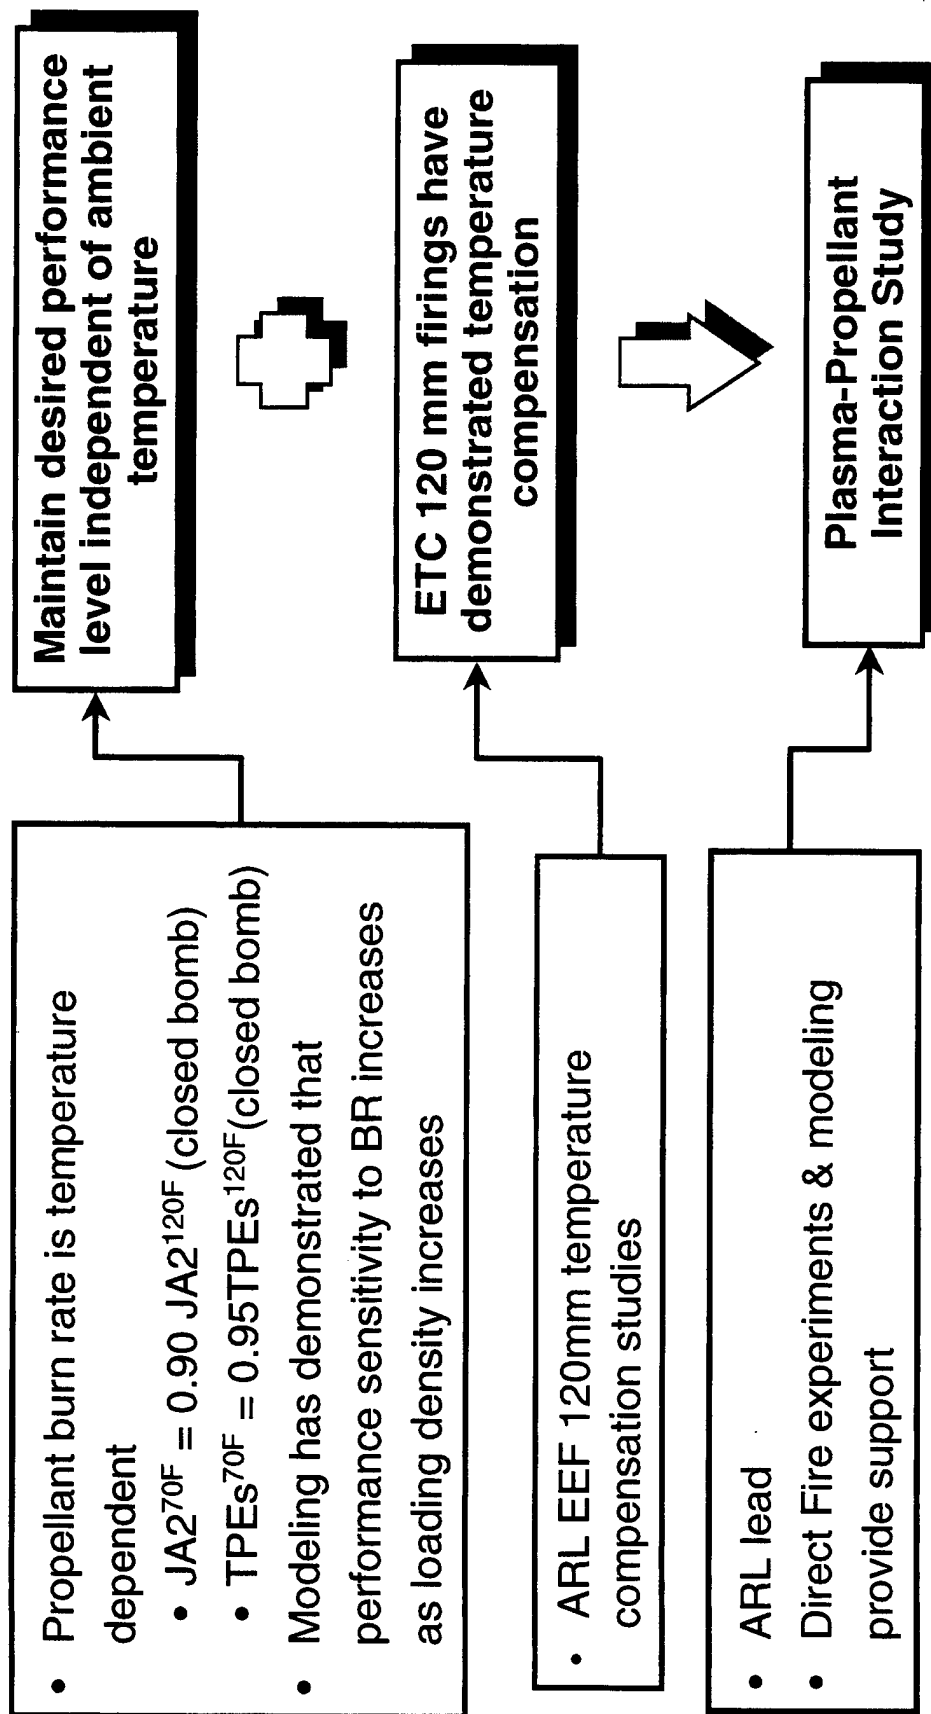 • Propellant burn rate is temperature
dependent
• JA2^70F = 0.90 JA2^120F (closed bomb)
• TPEs^70F = 0.95TPEs^120F (closed bomb)
• Modeling has demonstrated that
performance sensitivity to BR increases
as loading density increases
Maintain desired performance
level independent of ambient
temperature
• ARL EEF 120mm temperature
compensation studies
ETC 120 mm firings have
demonstrated temperature
compensation
• ARL lead
• Direct Fire experiments & modeling
provide support
Plasma-Propellant
Interaction Study